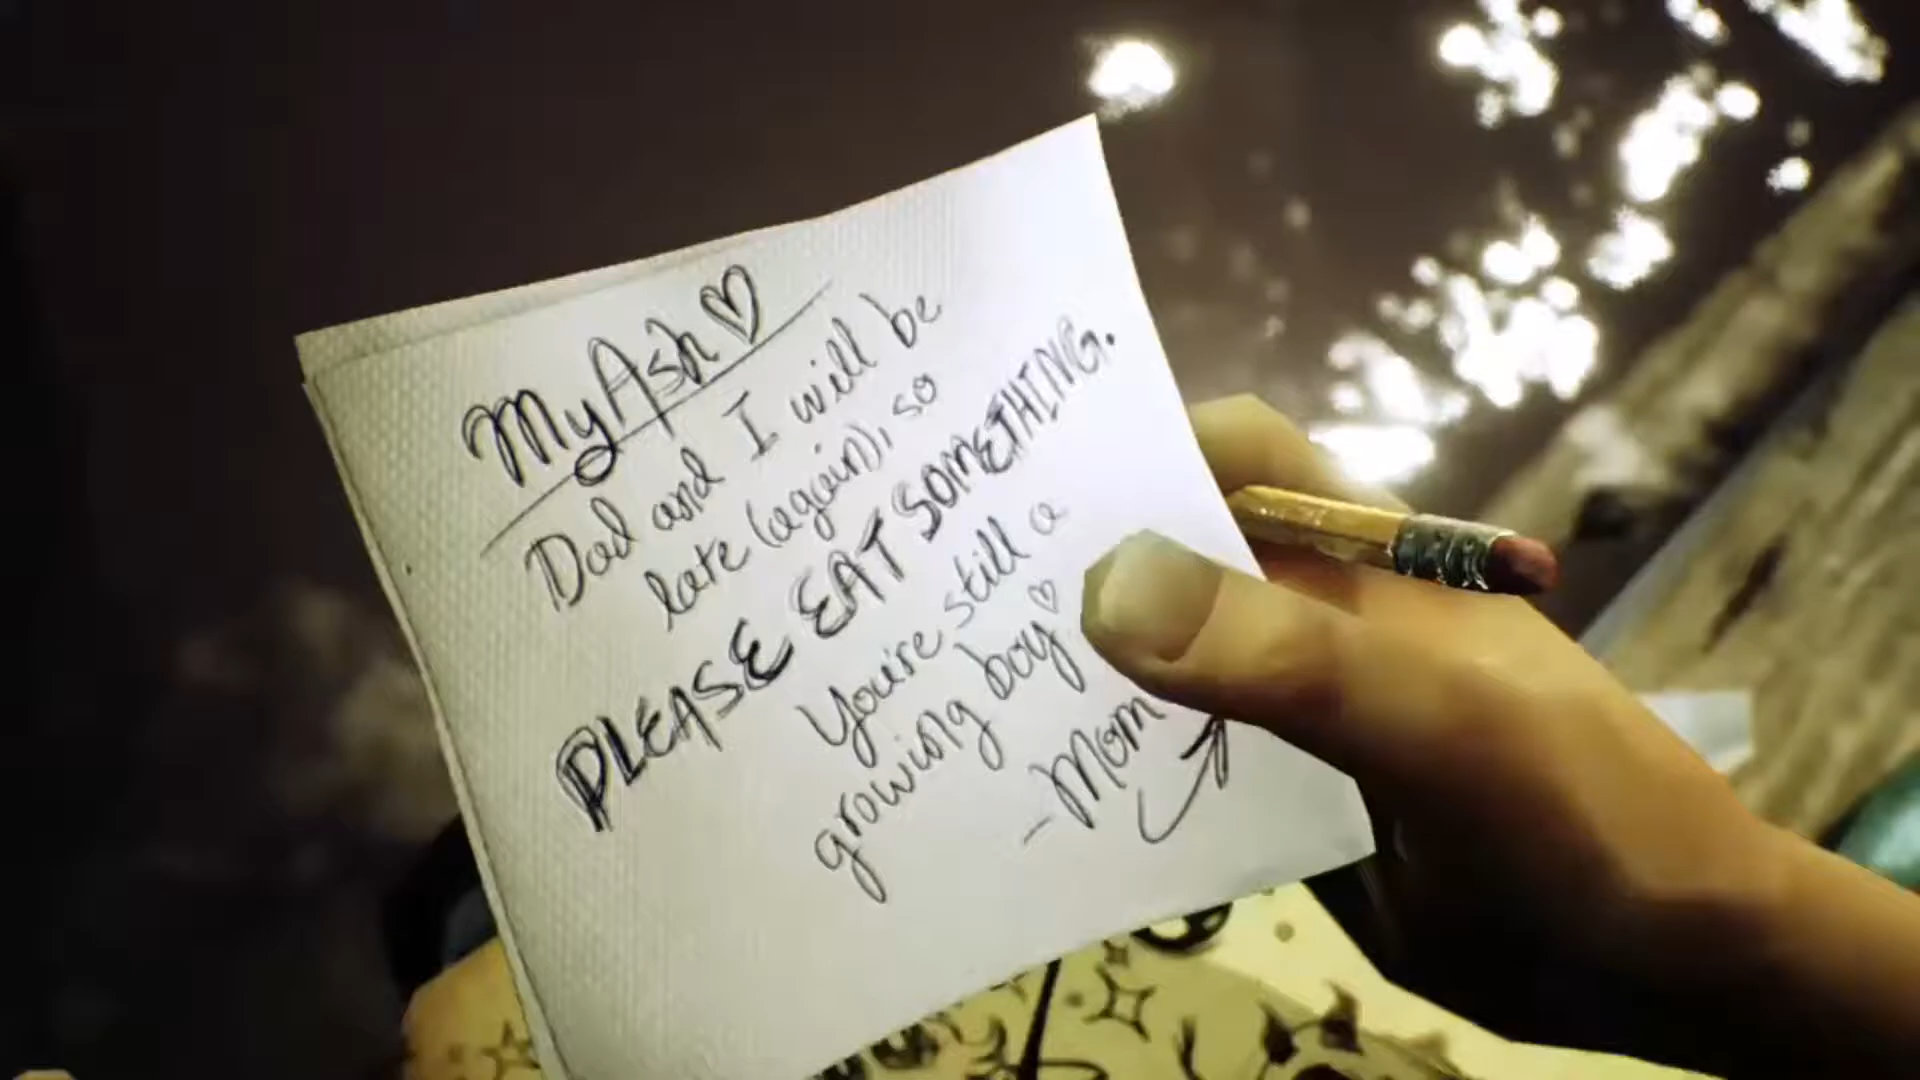 My Ash ♡
Dad and I will be
late (again), so
PLEASE EAT SOMETHING.
You're still a
growing boy ♡
- Mom